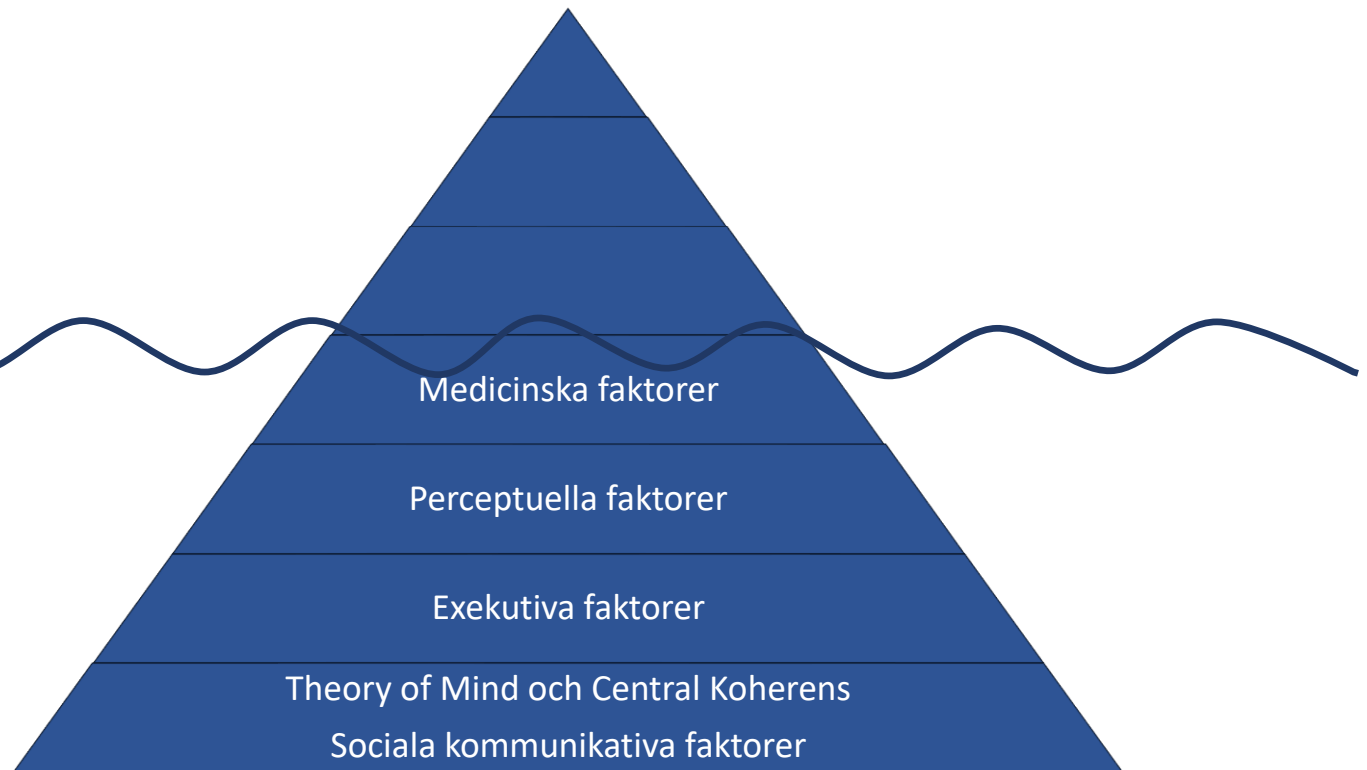 Medicinska faktorer
Perceptuella faktorer
Exekutiva faktorer
Theory of Mind och Central Koherens
Sociala kommunikativa faktorer